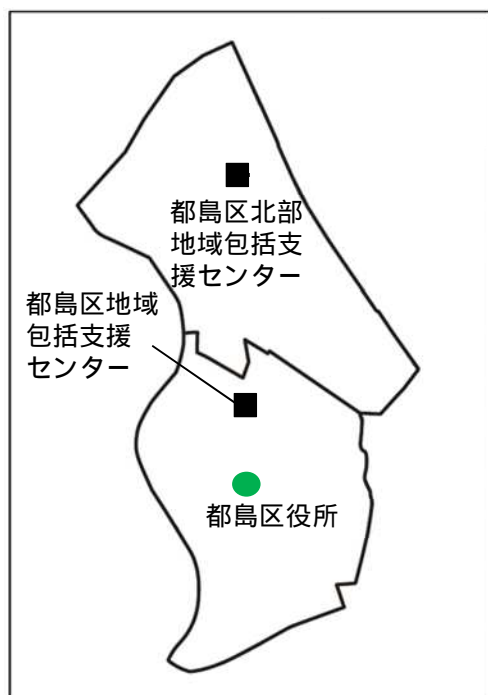 都島区北部
地域包括支
援センター
都島区地域
包括支援
センター
都島区役所